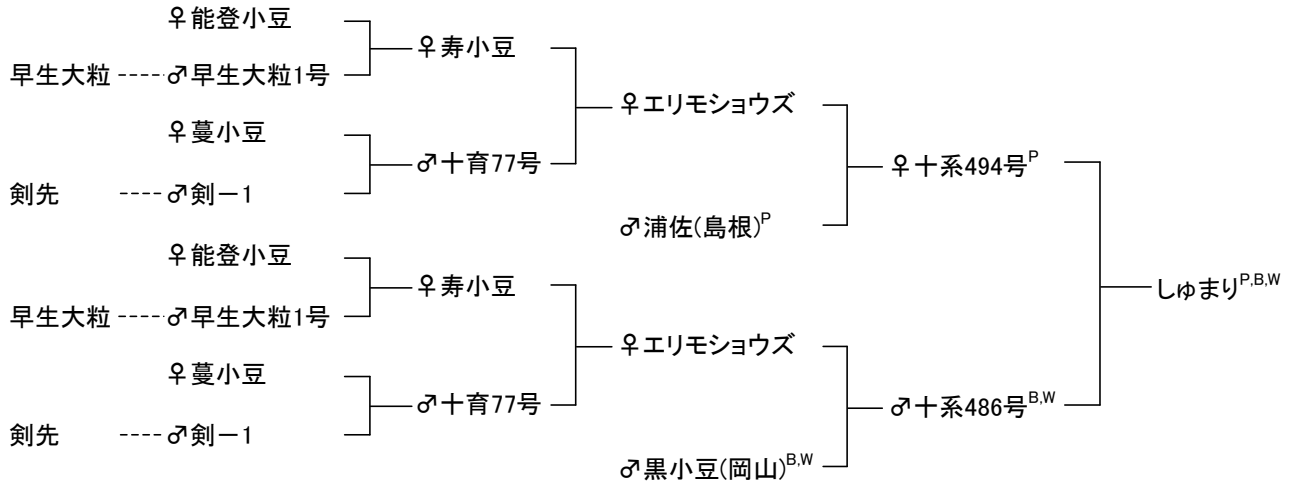 ♀能登小豆
早生大粒 ----♂早生大粒1号
♀寿小豆
♀蔓小豆
剣先 ----♂剣－1
♂十育77号
♀エリモショウズ
♂浦佐(島根)P
♀十系494号P
♀能登小豆
早生大粒 ----♂早生大粒1号
♀寿小豆
♀蔓小豆
剣先 ----♂剣－1
♂十育77号
♀エリモショウズ
♂黒小豆(岡山)B,W
♂十系486号B,W
しゅまりP,B,W